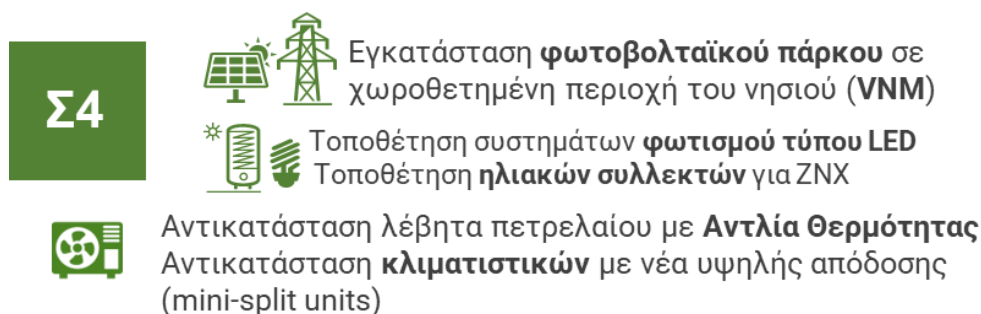 Σ4
Εγκατάσταση φωτοβολταϊκού πάρκου σε
χωροθετημένη περιοχή του νησιού (VNM)
Τοποθέτηση συστημάτων φωτισμού τύπου LED
Τοποθέτηση ηλιακών συλλεκτών για ΖΝΧ
Αντικατάσταση λέβητα πετρελαίου με Αντλία Θερμότητας
Αντικατάσταση κλιματιστικών με νέα υψηλής απόδοσης
(mini-split units)